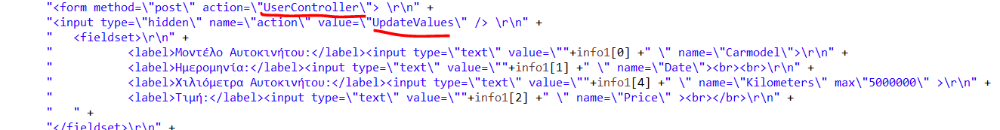 "<form method=\"post\" action=\"UserController\"> \r\n" +
"<input type=\"hidden\" name=\"action\" value=\"UpdateValues\" /> \r\n" +
"   <fieldset>\r\n" +
"           <label>Μοντέλο Αυτοκινήτου:</label><input type=\"text\" value=\""+info1[0] +" \" name=\"Carmodel\">\r\n" +
"           <label>Ημερομηνία:</label><input type=\"text\" value=\""+info1[1] +" \" name=\"Date\"><br><br>\r\n" +
"           <label>Χιλιόμετρα Αυτοκινήτου:</label><input type=\"text\" value=\""+info1[4] +" \" name=\"Kilometers\" max\"5000000\" >\r\n" +
"           <label>Τιμή:</label><input type=\"text\" value=\""+info1[2] +" \" name=\"Price\" ><br></br>\r\n" +
"   " +
"</fieldset>\r\n" +